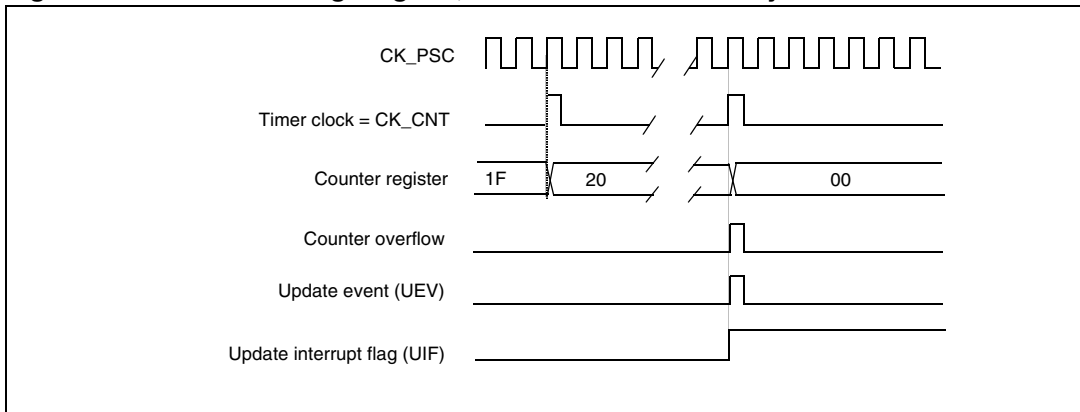 CK_PSC
Timer clock = CK_CNT
Counter register
1F
20
00
Counter overflow
Update event (UEV)
Update interrupt flag (UIF)